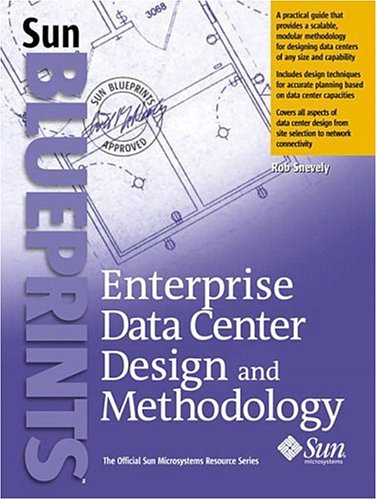 Sun
BLUEPRINTS
A practical guide that
provides a scalable,
modular methodology
for designing data centers
of any size and capability
Includes design techniques
for accurate planning based
on data center capacities
Covers all aspects of
data center design from
site selection to network
connectivity
SUN BLUEPRINTS
APPROVED
Rob Snevely
Enterprise
Data Center
Design and
Methodology
The Official Sun Microsystems Resource Series
Sun
microsystems